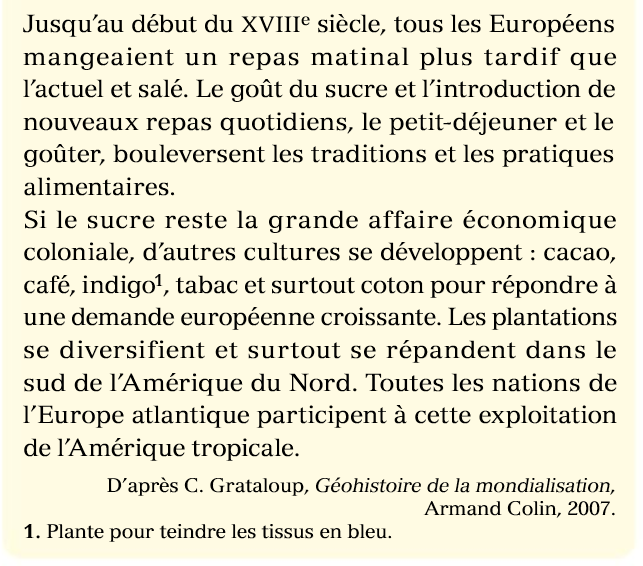 Jusqu'au début du XVIIIe siècle, tous les Européens
mangeaient un repas matinal plus tardif que
l'actuel et salé. Le goût du sucre et l'introduction de
nouveaux repas quotidiens, le petit-déjeuner et le
goûter, bouleversent les traditions et les pratiques
alimentaires.
Si le sucre reste la grande affaire économique
coloniale, d'autres cultures se développent : cacao,
café, indigo1, tabac et surtout coton pour répondre à
une demande européenne croissante. Les plantations
se diversifient et surtout se répandent dans le
sud de l'Amérique du Nord. Toutes les nations de
l'Europe atlantique participent à cette exploitation
de l'Amérique tropicale.
D'après C. Grataloup, Géohistoire de la mondialisation,
Armand Colin, 2007.
1. Plante pour teindre les tissus en bleu.